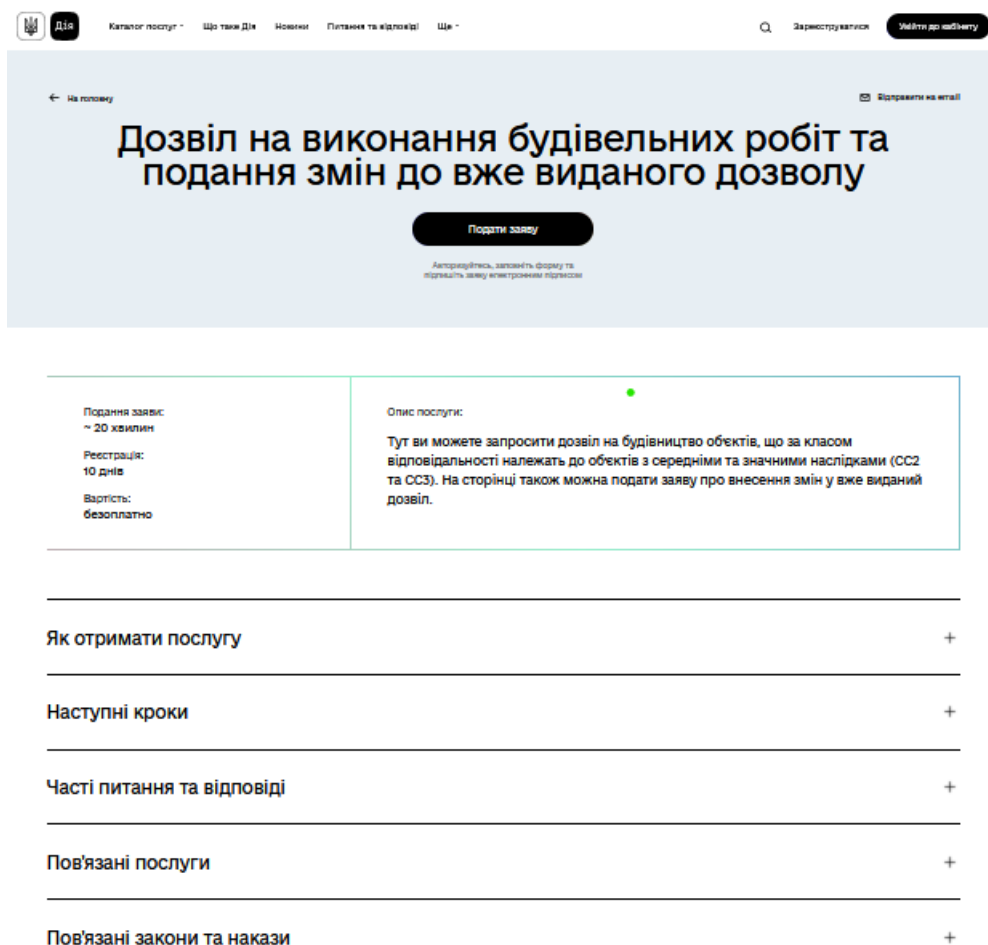 Дія
Каталог послуг
Що таке Дія
Новини
Питання та відповіді
Ще
Зареєструватися
Увійти до кабінету
На головну
Відправити на email
Дозвіл на виконання будівельних робіт та
подання змін до вже виданого дозволу
Подати заяву
Авторизуйтесь, заповніть форму та
підпишіть заяву електронним підписом
Подання заяви:
~ 20 хвилин
Реєстрація:
10 днів
Вартість:
безоплатно
Опис послуги:
Тут ви можете запросити дозвіл на будівництво об'єктів, що за класом
відповідальності належать до об'єктів з середніми та значними наслідками (СС2
та СС3). На сторінці також можна подати заяву про внесення змін у вже виданий
дозвіл.
Як отримати послугу
Наступні кроки
Часті питання та відповіді
Пов'язані послуги
Пов'язані закони та накази